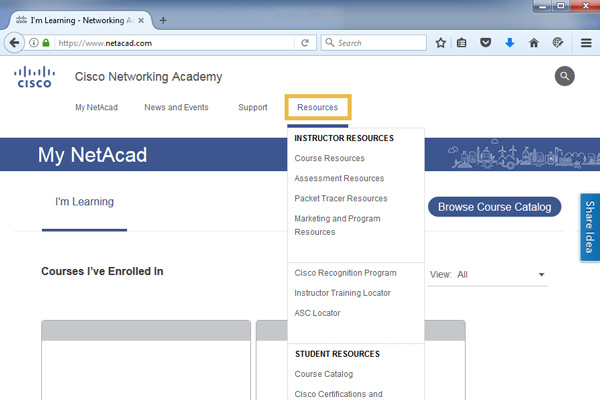 I'm Learning - Networking Ac
https://www.netacad.com
Search
CISCO
Cisco Networking Academy
My NetAcad
News and Events
Support
Resources
My NetAcad
I'm Learning
Browse Course Catalog
Share Idea
INSTRUCTOR RESOURCES
Course Resources
Assessment Resources
Packet Tracer Resources
Marketing and Program
Resources
Cisco Recognition Program
Instructor Training Locator
ASC Locator
STUDENT RESOURCES
Course Catalog
Cisco Certifications and
Courses I've Enrolled In
View: All